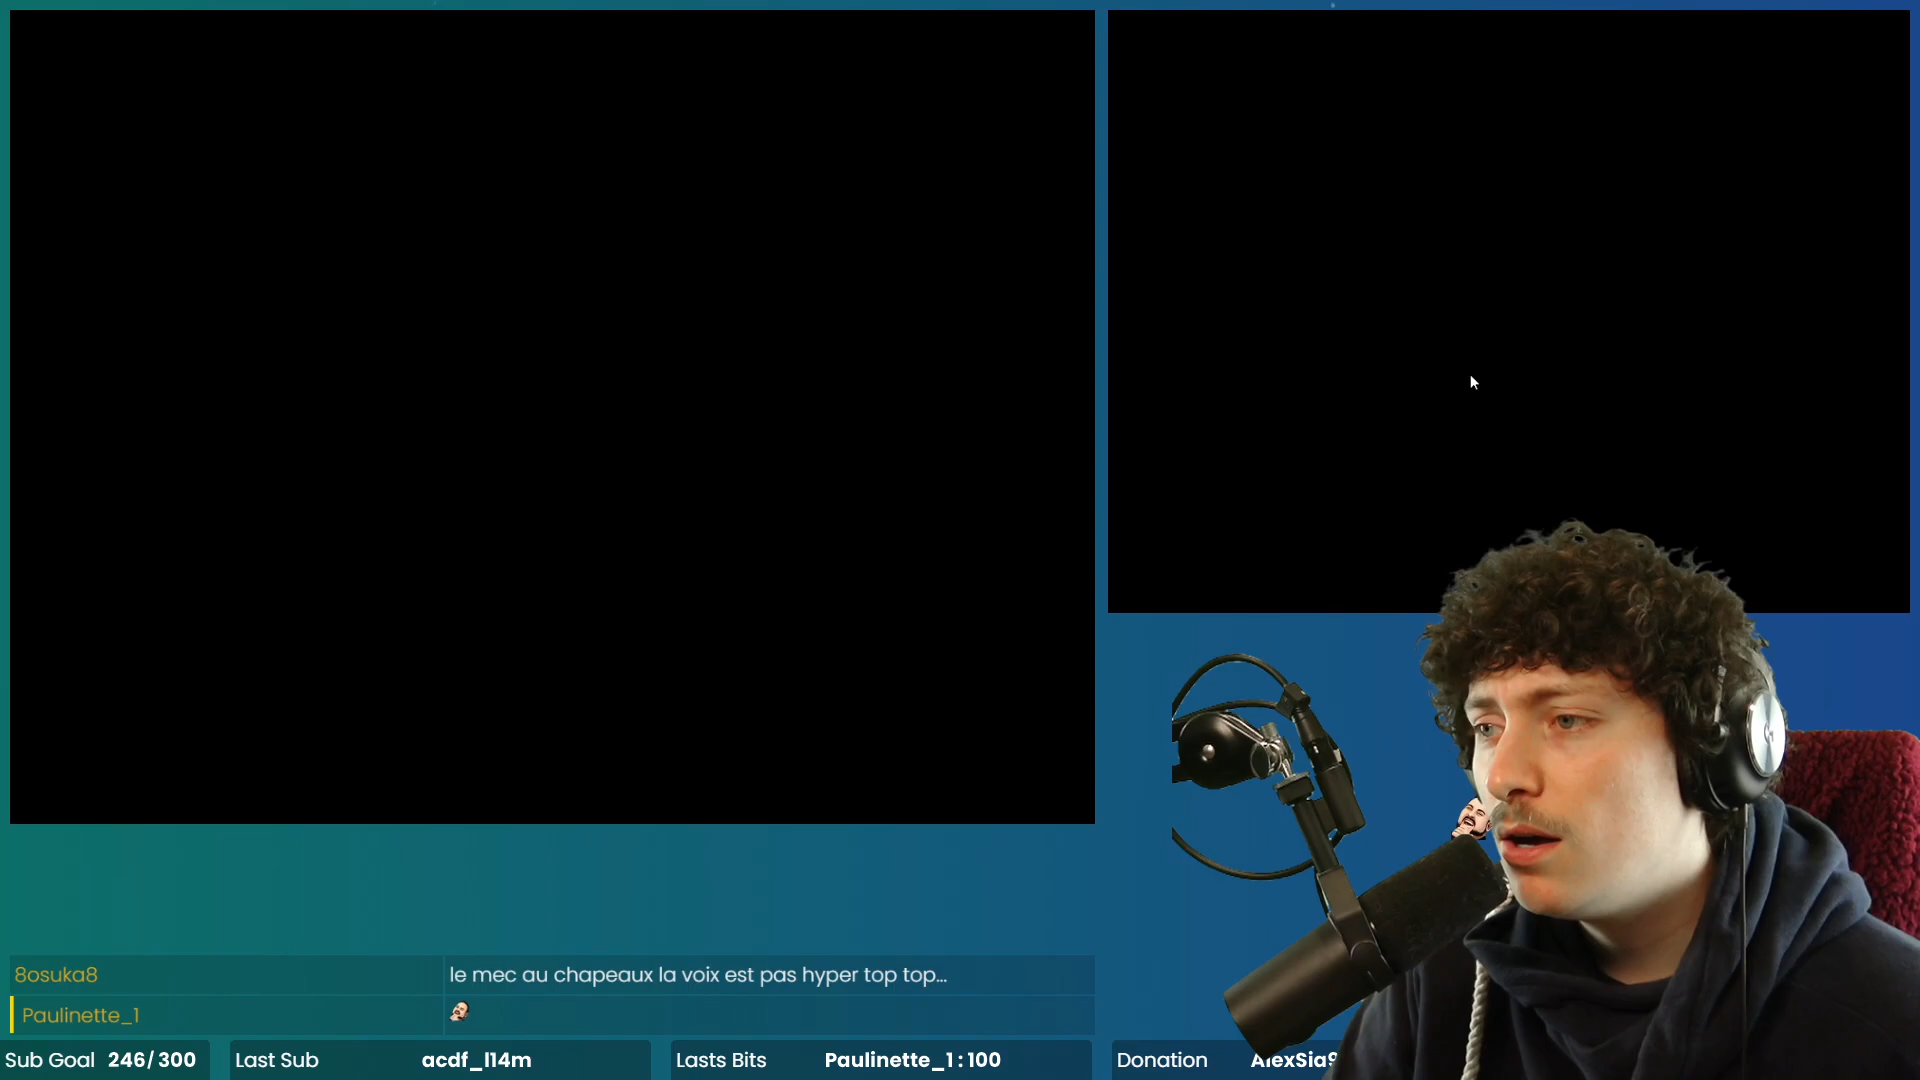 8osuka8 le mec au chapeaux la voix est pas hyper top top...
Paulinette_1
Sub Goal 246/300 Last Sub acdf_l14m Lasts Bits Paulinette_1 : 100 Donation